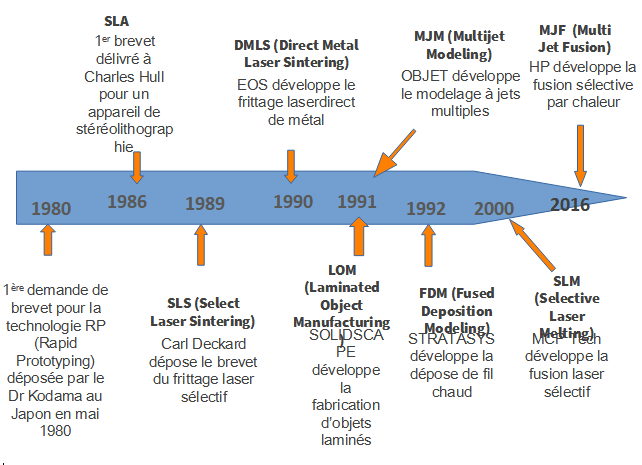 SLA
1er brevet
délivré à
Charles Hull
pour un
appareil de
stéréolithograp
hie
DMLS (Direct Metal
Laser Sintering)
EOS développe le
frittage laserdirect
de métal
MJM (Multijet
Modeling)
OBJET développe
le modelage à jets
multiples
MJF (Multi
Jet Fusion)
HP développe la
fusion sélective
par chaleur
1980
1986
1989
1990
1991
1992
2000
2016
1ère demande de
brevet pour la
technologie RP
(Rapid
Prototyping)
déposée par le
Dr Kodama au
Japon en mai
1980
SLS (Select
Laser Sintering)
Carl Deckard
dépose le brevet
du frittage laser
sélectif
LOM
(Laminated
Object
Manufacturing
)
SOLIDSCA
PE
développe
la
fabrication
d'objets
laminés
FDM (Fused
Deposition
Modeling)
STRATASYS
développe la
dépose de fil
chaud
SLM
(Selective
Laser
Melting)
MCP Tech
développe la
fusion laser
sélectif
.